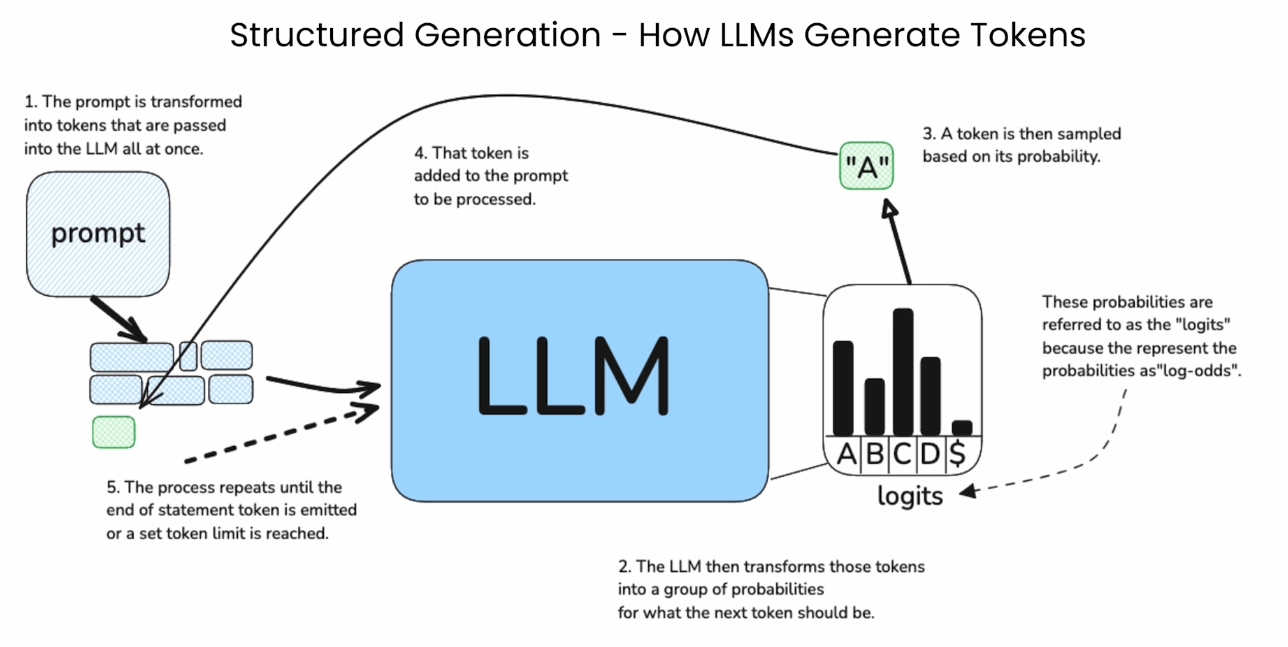 Structured Generation - How LLMs Generate Tokens
1. The prompt is transformed
into tokens that are passed
into the LLM all at once.
prompt
4. That token is
added to the prompt
to be processed.
"A"
3. A token is then sampled
based on its probability.
LLM
These probabilities are
referred to as the "logits"
because the represent the
probabilities as"log-odds".
A B C D $
logits
5. The process repeats until the
end of statement token is emitted
or a set token limit is reached.
2. The LLM then transforms those tokens
into a group of probabilities
for what the next token should be.